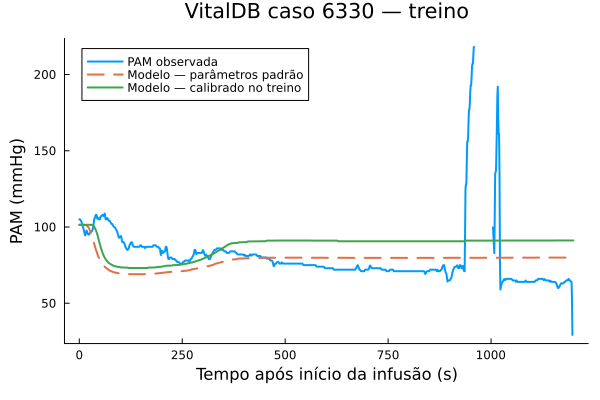 VitalDB caso 6330 — treino
PAM observada
Modelo — parâmetros padrão
Modelo — calibrado no treino
PAM (mmHg)
200
150
100
50
0
250
500
750
1000
Tempo após início da infusão (s)